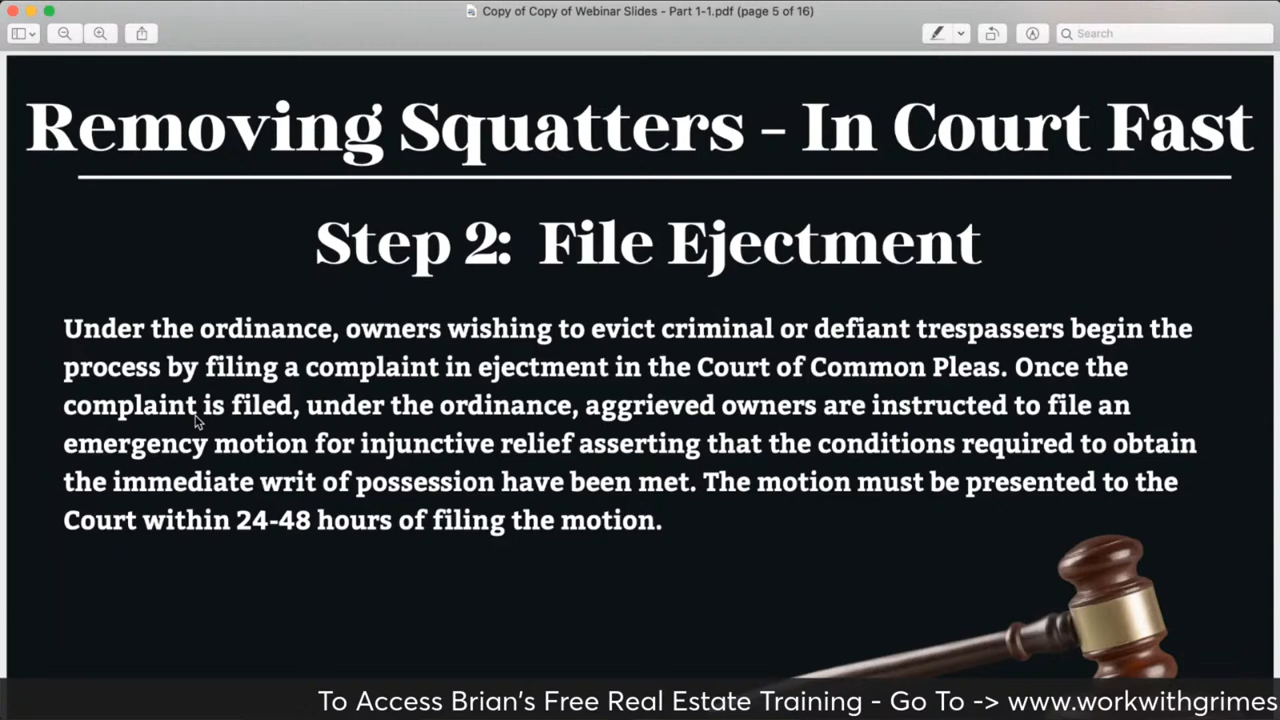 Copy of Copy of Webinar Slides - Part 1-1.pdf (page 5 of 16)
Search
Removing Squatters - In Court Fast
Step 2: File Ejectment
Under the ordinance, owners wishing to evict criminal or defiant trespassers begin the
process by filing a complaint in ejectment in the Court of Common Pleas. Once the
complaint is filed, under the ordinance, aggrieved owners are instructed to file an
emergency motion for injunctive relief asserting that the conditions required to obtain
the immediate writ of possession have been met. The motion must be presented to the
Court within 24-48 hours of filing the motion.
To Access Brian's Free Real Estate Training - Go To -> www.workwithgrimes